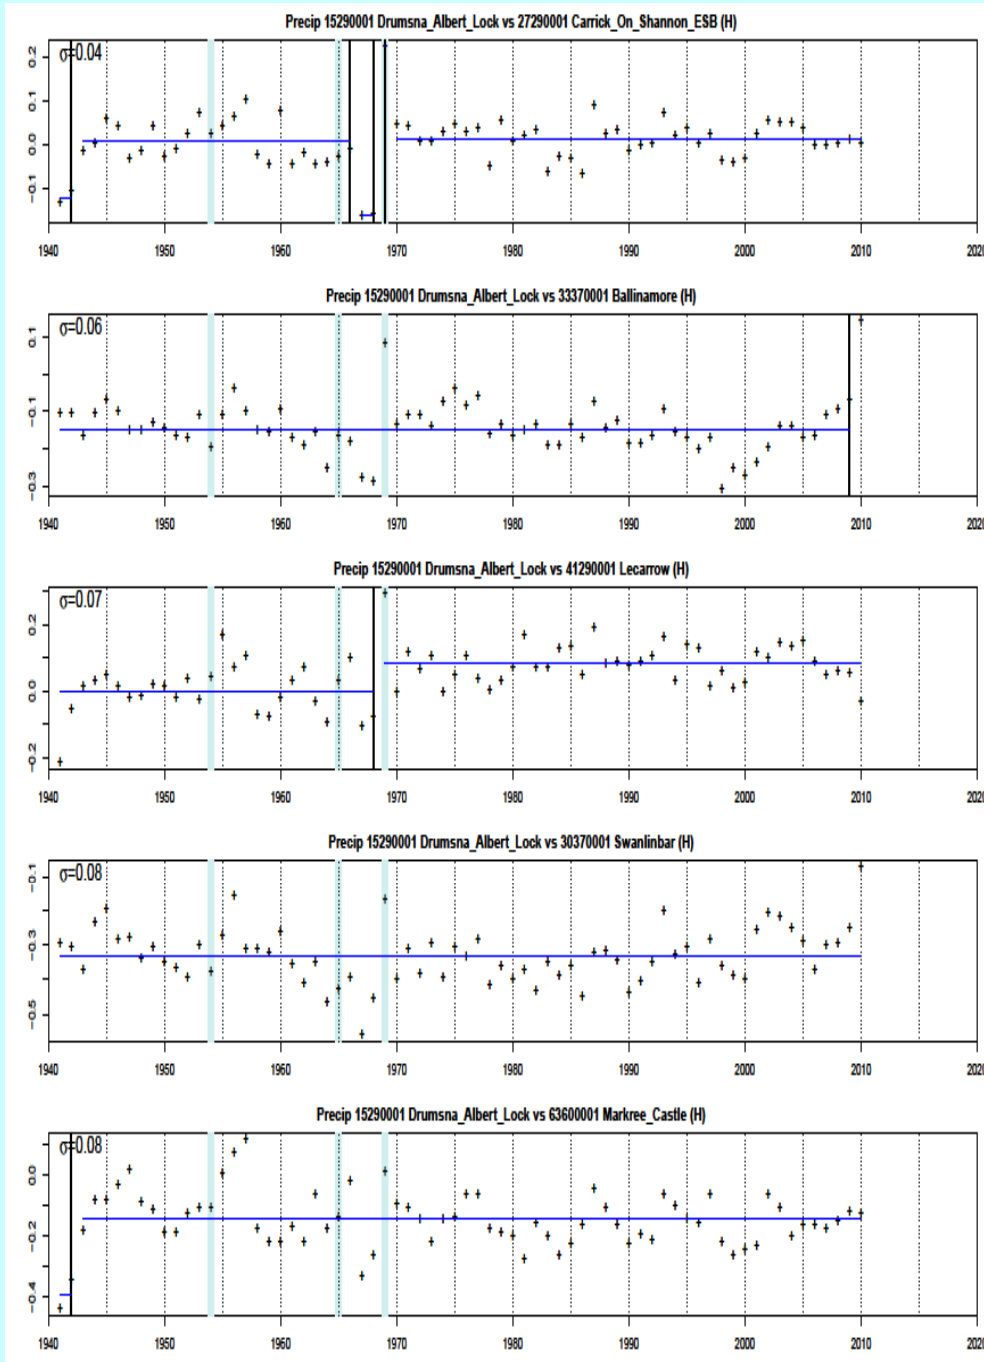 Precip 15290001 Drumsna_Albert_Lock vs 27290001 Carrick_On_Shannon_ESB (H)
σ=0.04
0.2
0.1
0.0
−0.1
1940 1950 1960 1970 1980 1990 2000 2010 2020
Precip 15290001 Drumsna_Albert_Lock vs 33370001 Ballinamore (H)
σ=0.06
0.1
−0.1
−0.3
1940 1950 1960 1970 1980 1990 2000 2010 2020
Precip 15290001 Drumsna_Albert_Lock vs 41290001 Lecarrow (H)
σ=0.07
0.2
0.0
−0.2
1940 1950 1960 1970 1980 1990 2000 2010 2020
Precip 15290001 Drumsna_Albert_Lock vs 30370001 Swanlinbar (H)
σ=0.08
−0.1
−0.3
−0.5
1940 1950 1960 1970 1980 1990 2000 2010 2020
Precip 15290001 Drumsna_Albert_Lock vs 63600001 Markree_Castle (H)
σ=0.08
0.0
−0.2
−0.4
1940 1950 1960 1970 1980 1990 2000 2010 2020